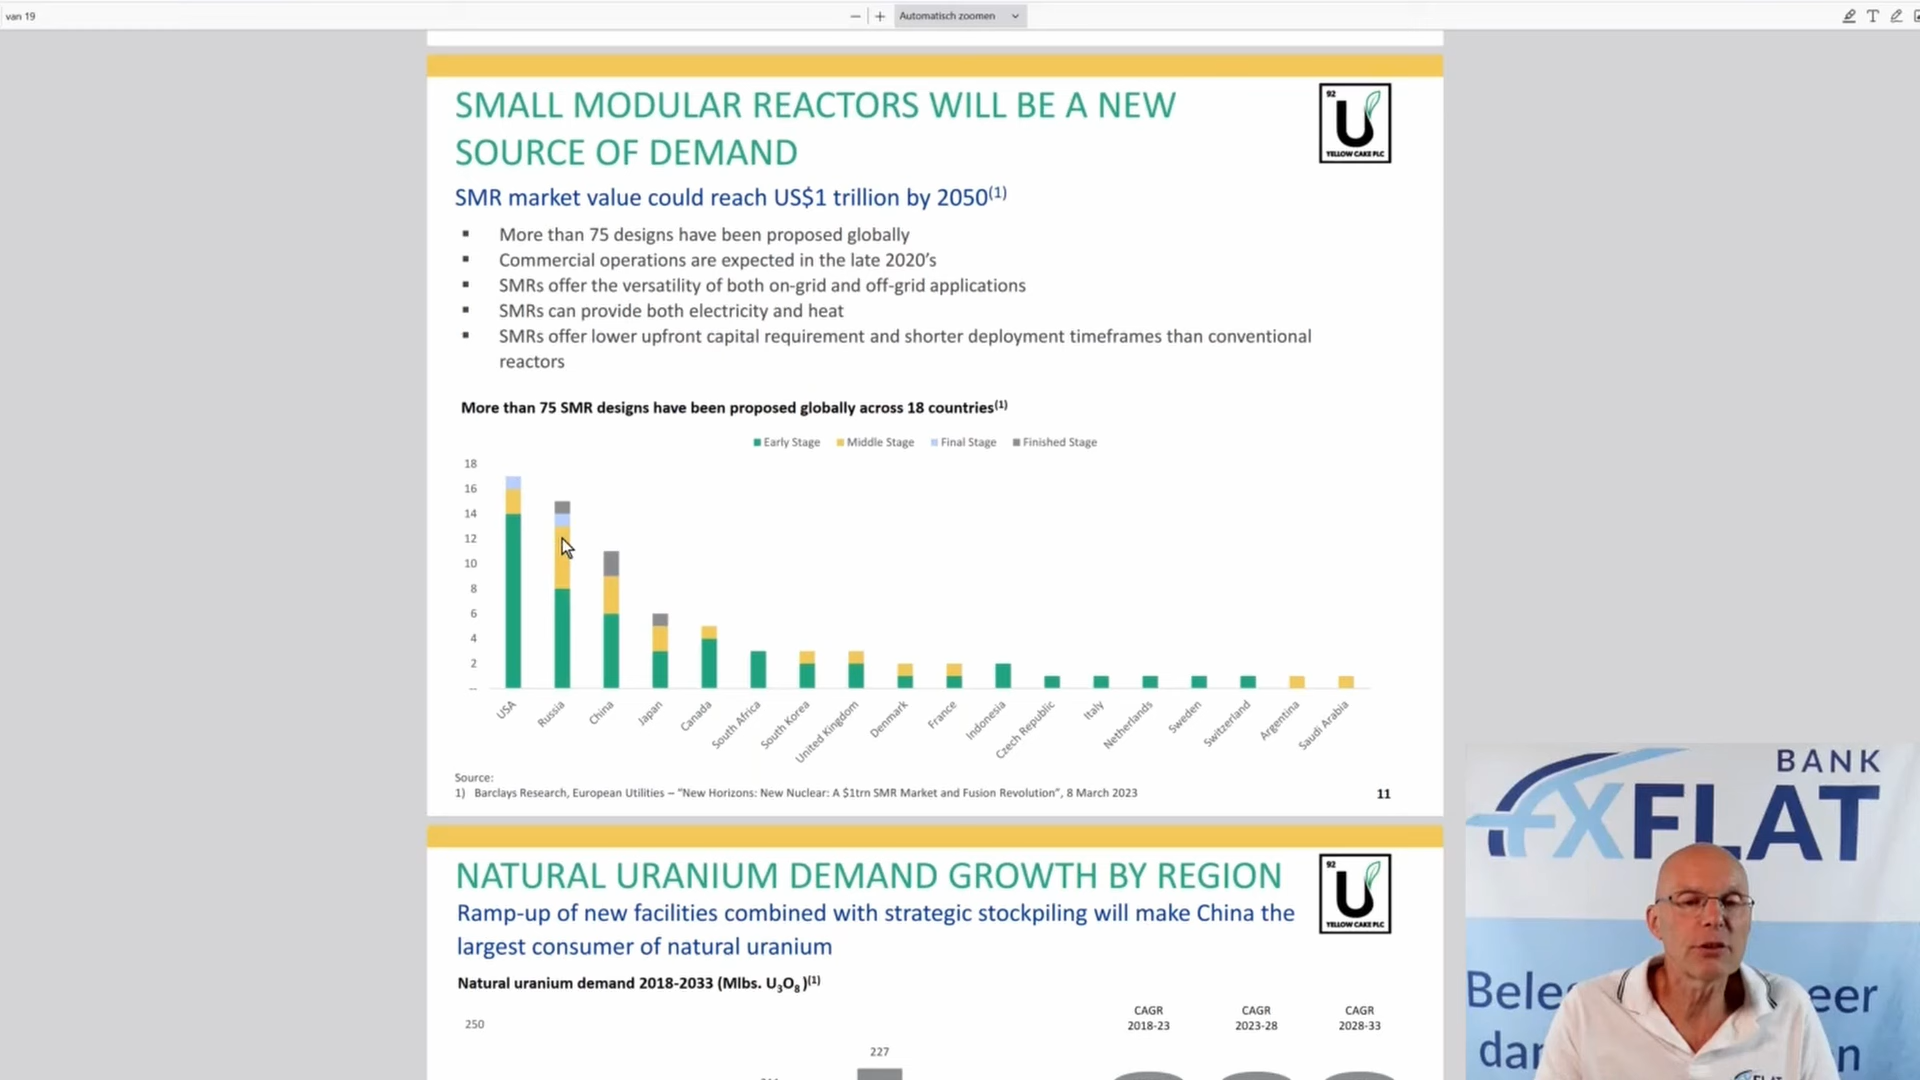 van 19
Automatisch zoomen
SMALL MODULAR REACTORS WILL BE A NEW
SOURCE OF DEMAND
92
YELLOW CAKE PLC
SMR market value could reach US$1 trillion by 2050(1)
More than 75 designs have been proposed globally
Commercial operations are expected in the late 2020's
SMRs offer the versatility of both on-grid and off-grid applications
SMRs can provide both electricity and heat
SMRs offer lower upfront capital requirement and shorter deployment timeframes than conventional
reactors
More than 75 SMR designs have been proposed globally across 18 countries(1)
Early Stage Middle Stage Final Stage Finished Stage
18
16
14
12
10
8
6
4
2
–
USA Russia China Japan Canada South Africa South Korea United Kingdom Denmark France Indonesia Czech Republic Italy Netherlands Sweden Switzerland Argentina Saudi Arabia
Source:
1) Barclays Research, European Utilities – "New Horizons: New Nuclear: A $1trn SMR Market and Fusion Revolution", 8 March 2023
11
NATURAL URANIUM DEMAND GROWTH BY REGION
92
YELLOW CAKE PLC
Ramp-up of new facilities combined with strategic stockpiling will make China the
largest consumer of natural uranium
Natural uranium demand 2018-2033 (Mlbs. U3O8)(1)
CAGR CAGR CAGR
2018-23 2023-28 2028-33
250
227
BANK
FXFLAT